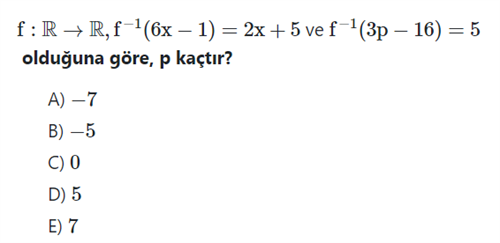 f : ℝ → ℝ, f⁻¹(6x − 1) = 2x + 5 ve f⁻¹(3p − 16) = 5
olduğuna göre, p kaçtır?
A) −7
B) −5
C) 0
D) 5
E) 7